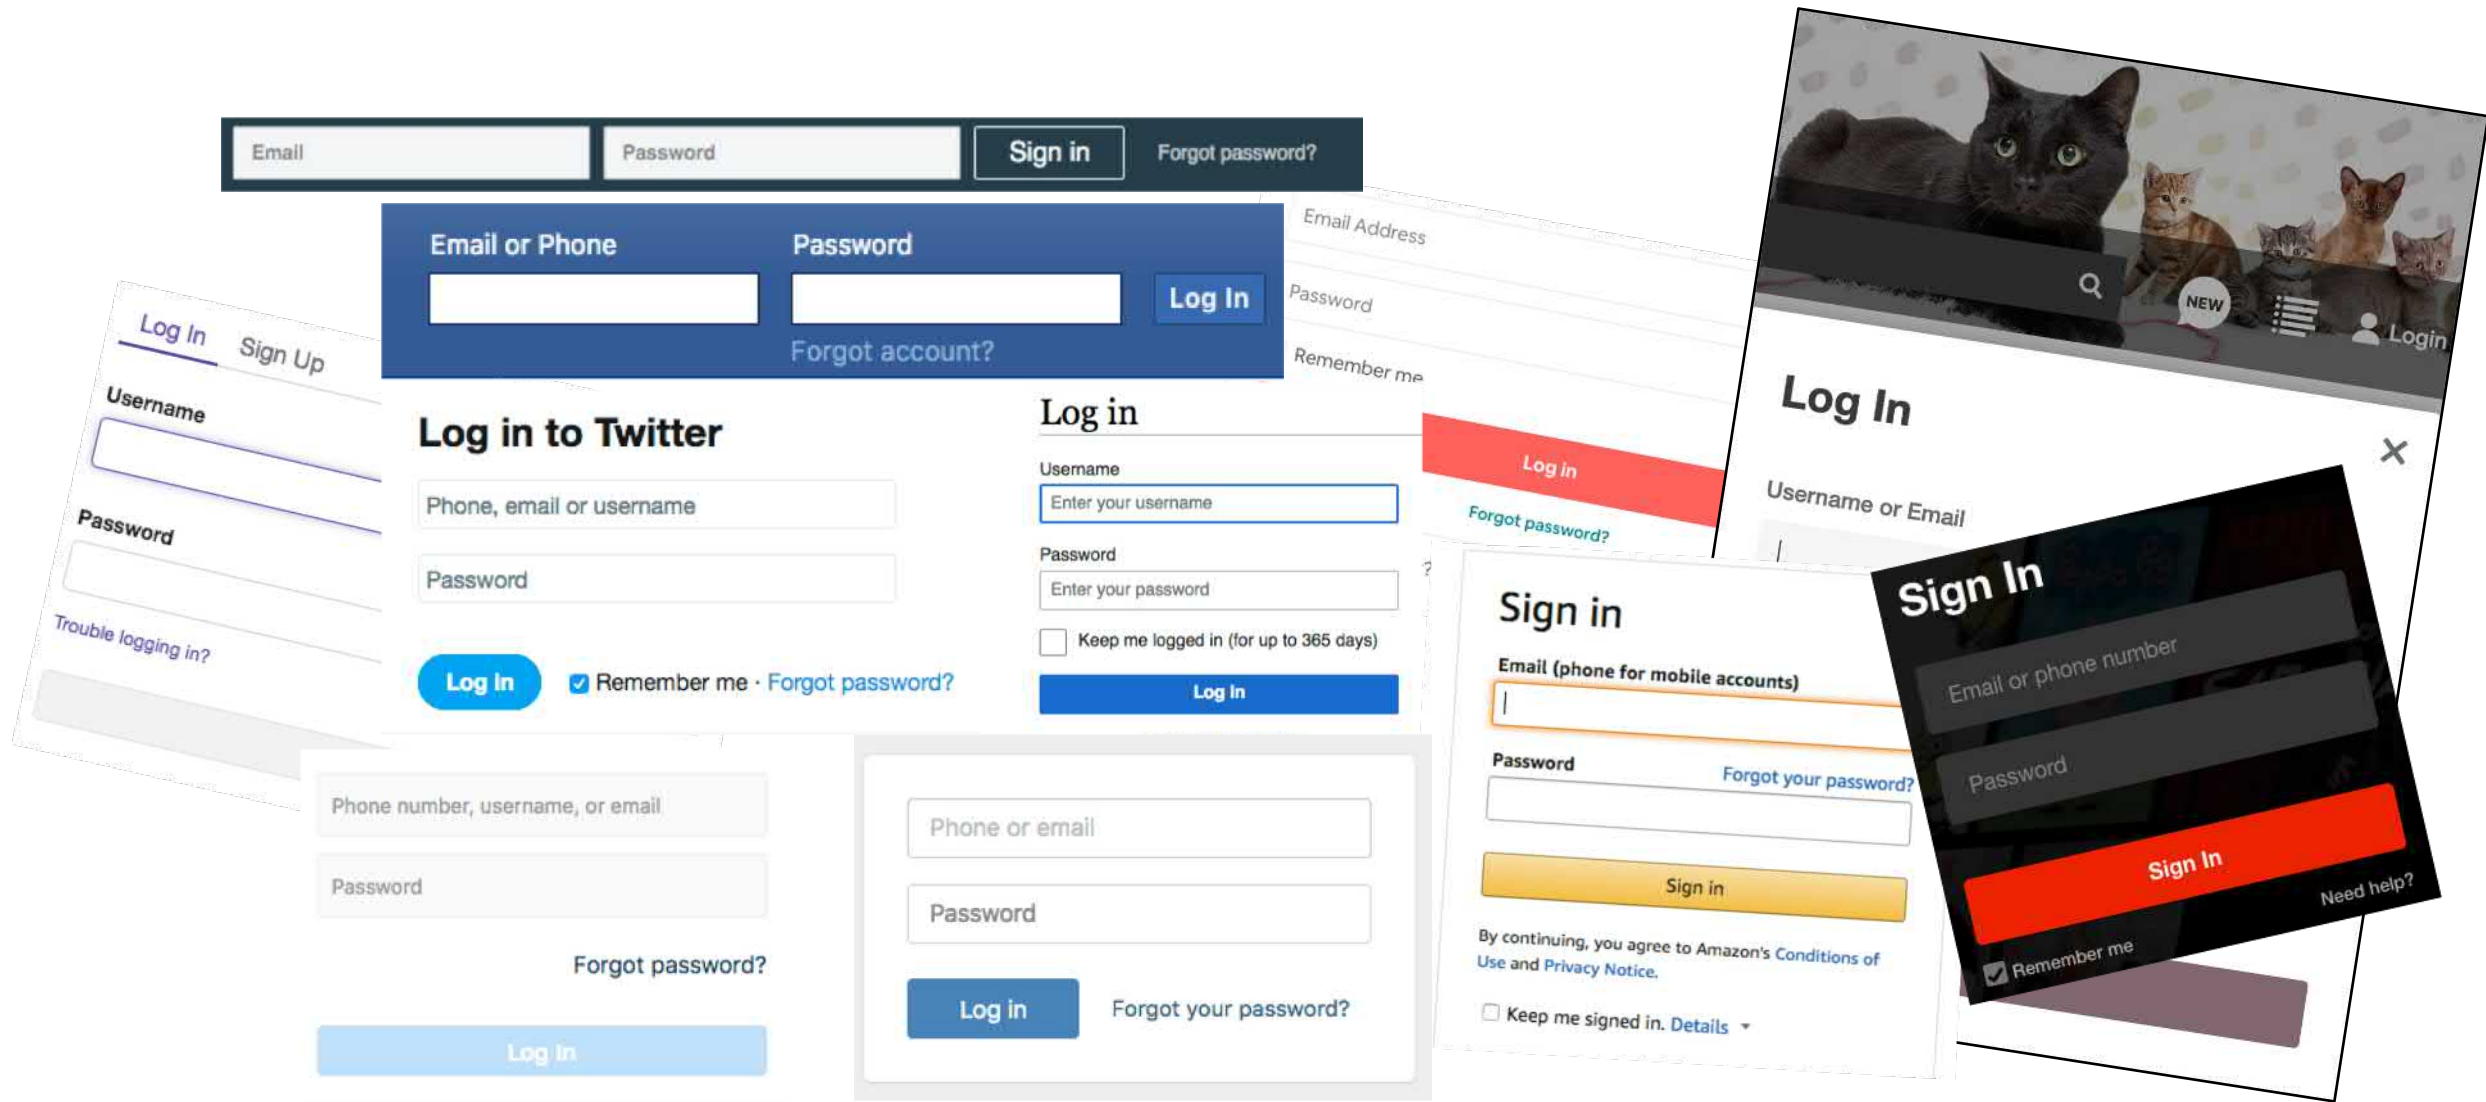 Email
Password
Sign in
Forgot password?
Email or Phone
Password
Log In
Forgot account?
Email Address
Password
Remember me
Log in
Forgot password?
?
NEW
Login
Log In
Username or Email
Log In
Sign Up
Username
Password
Trouble logging in?
Log in to Twitter
Phone, email or username
Password
Log In
Remember me · Forgot password?
Log in
Username
Enter your username
Password
Enter your password
Keep me logged in (for up to 365 days)
Log In
Sign in
Email (phone for mobile accounts)
Password
Forgot your password?
Sign in
By continuing, you agree to Amazon's Conditions of
Use and Privacy Notice.
Keep me signed in. Details
Sign In
Email or phone number
Password
Sign In
Need help?
Remember me
Phone number, username, or email
Password
Forgot password?
Log In
Phone or email
Password
Log in
Forgot your password?